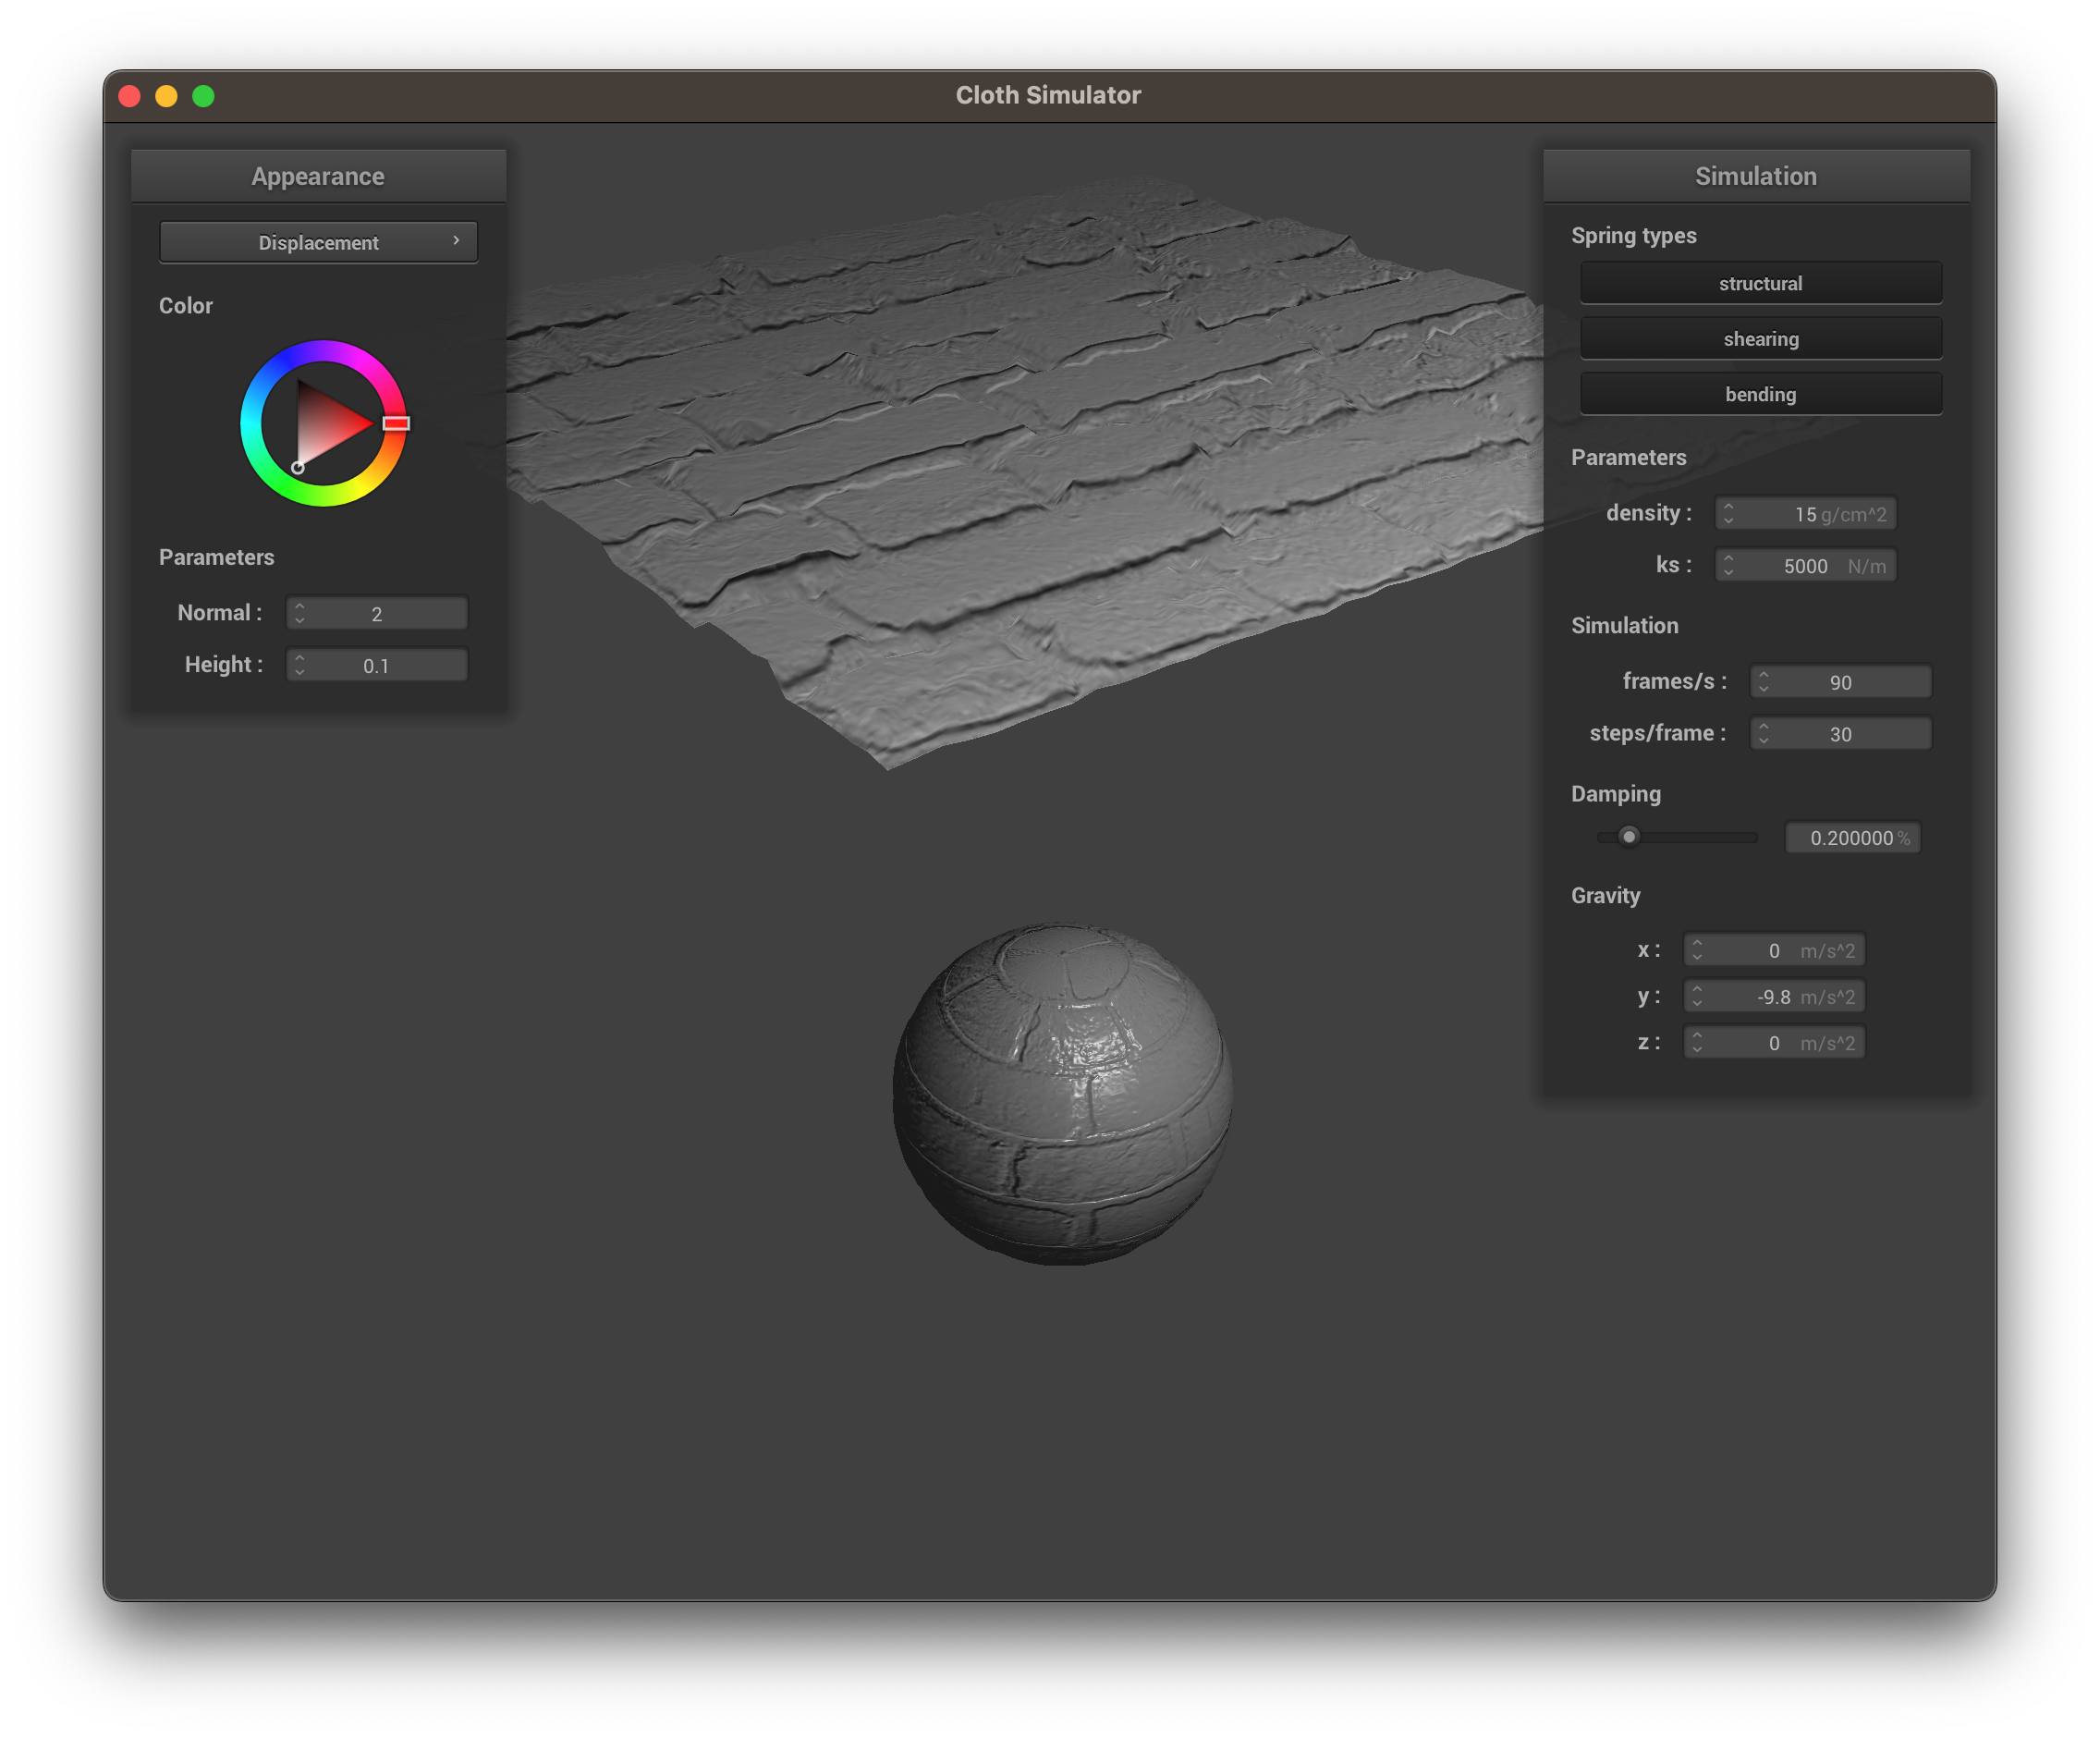 Cloth Simulator
Appearance
Displacement
Color
Parameters
Normal : 2
Height : 0.1
Simulation
Spring types
structural
shearing
bending
Parameters
density : 15 g/cm^2
ks : 5000 N/m
Simulation
frames/s : 90
steps/frame : 30
Damping
0.200000 %
Gravity
x : 0 m/s^2
y : -9.8 m/s^2
z : 0 m/s^2